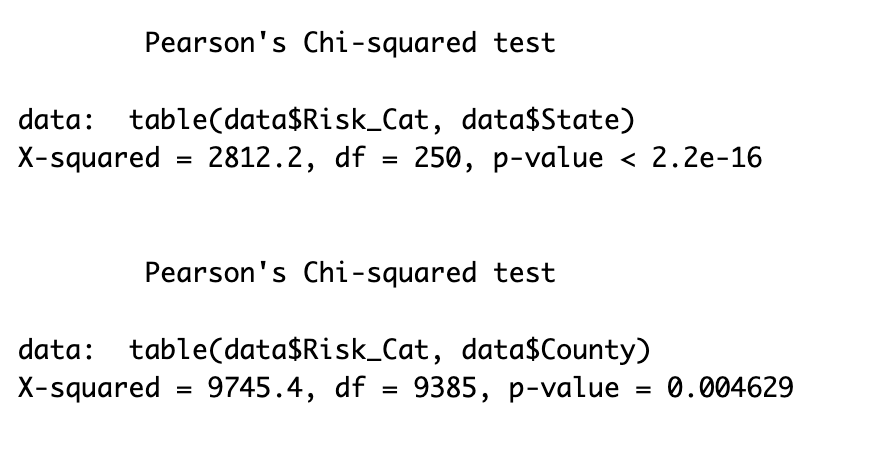 Pearson's Chi-squared test
data:  table(data$Risk_Cat, data$State)
X-squared = 2812.2, df = 250, p-value < 2.2e-16
Pearson's Chi-squared test
data:  table(data$Risk_Cat, data$County)
X-squared = 9745.4, df = 9385, p-value = 0.004629